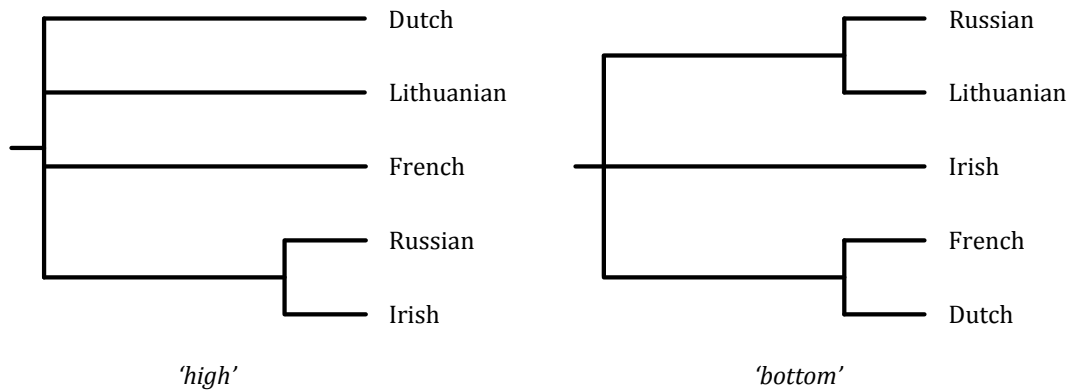 Dutch
Lithuanian
French
Russian
Irish
‘high’
Russian
Lithuanian
Irish
French
Dutch
‘bottom’